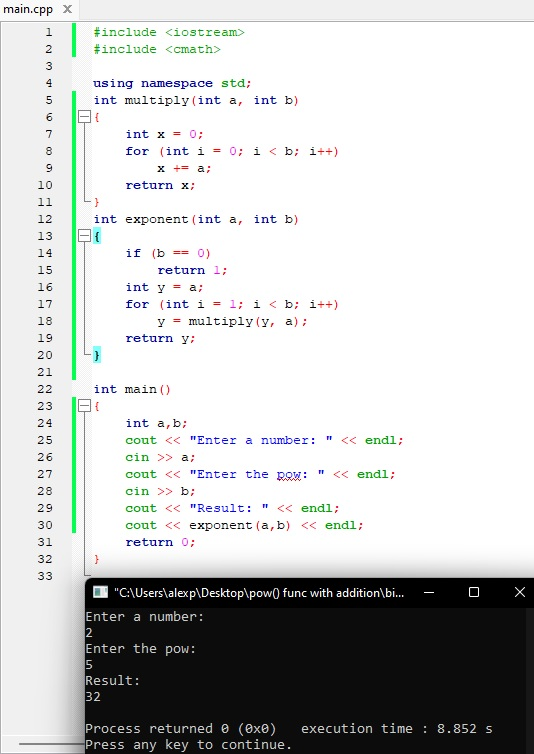 main.cpp X
1 #include <iostream>
2 #include <cmath>
3
4 using namespace std;
5 int multiply(int a, int b)
6 {
7 int x = 0;
8 for (int i = 0; i < b; i++)
9 x += a;
10 return x;
11 }
12 int exponent(int a, int b)
13 {
14 if (b == 0)
15 return 1;
16 int y = a;
17 for (int i = 1; i < b; i++)
18 y = multiply(y, a);
19 return y;
20 }
21
22 int main()
23 {
24 int a,b;
25 cout << "Enter a number: " << endl;
26 cin >> a;
27 cout << "Enter the pow: " << endl;
28 cin >> b;
29 cout << "Result: " << endl;
30 cout << exponent(a,b) << endl;
31 return 0;
32 }
33
"C:\Users\alexp\Desktop\pow() func with addition\bi...
Enter a number:
2
Enter the pow:
5
Result:
32
Process returned 0 (0x0) execution time : 8.852 s
Press any key to continue.